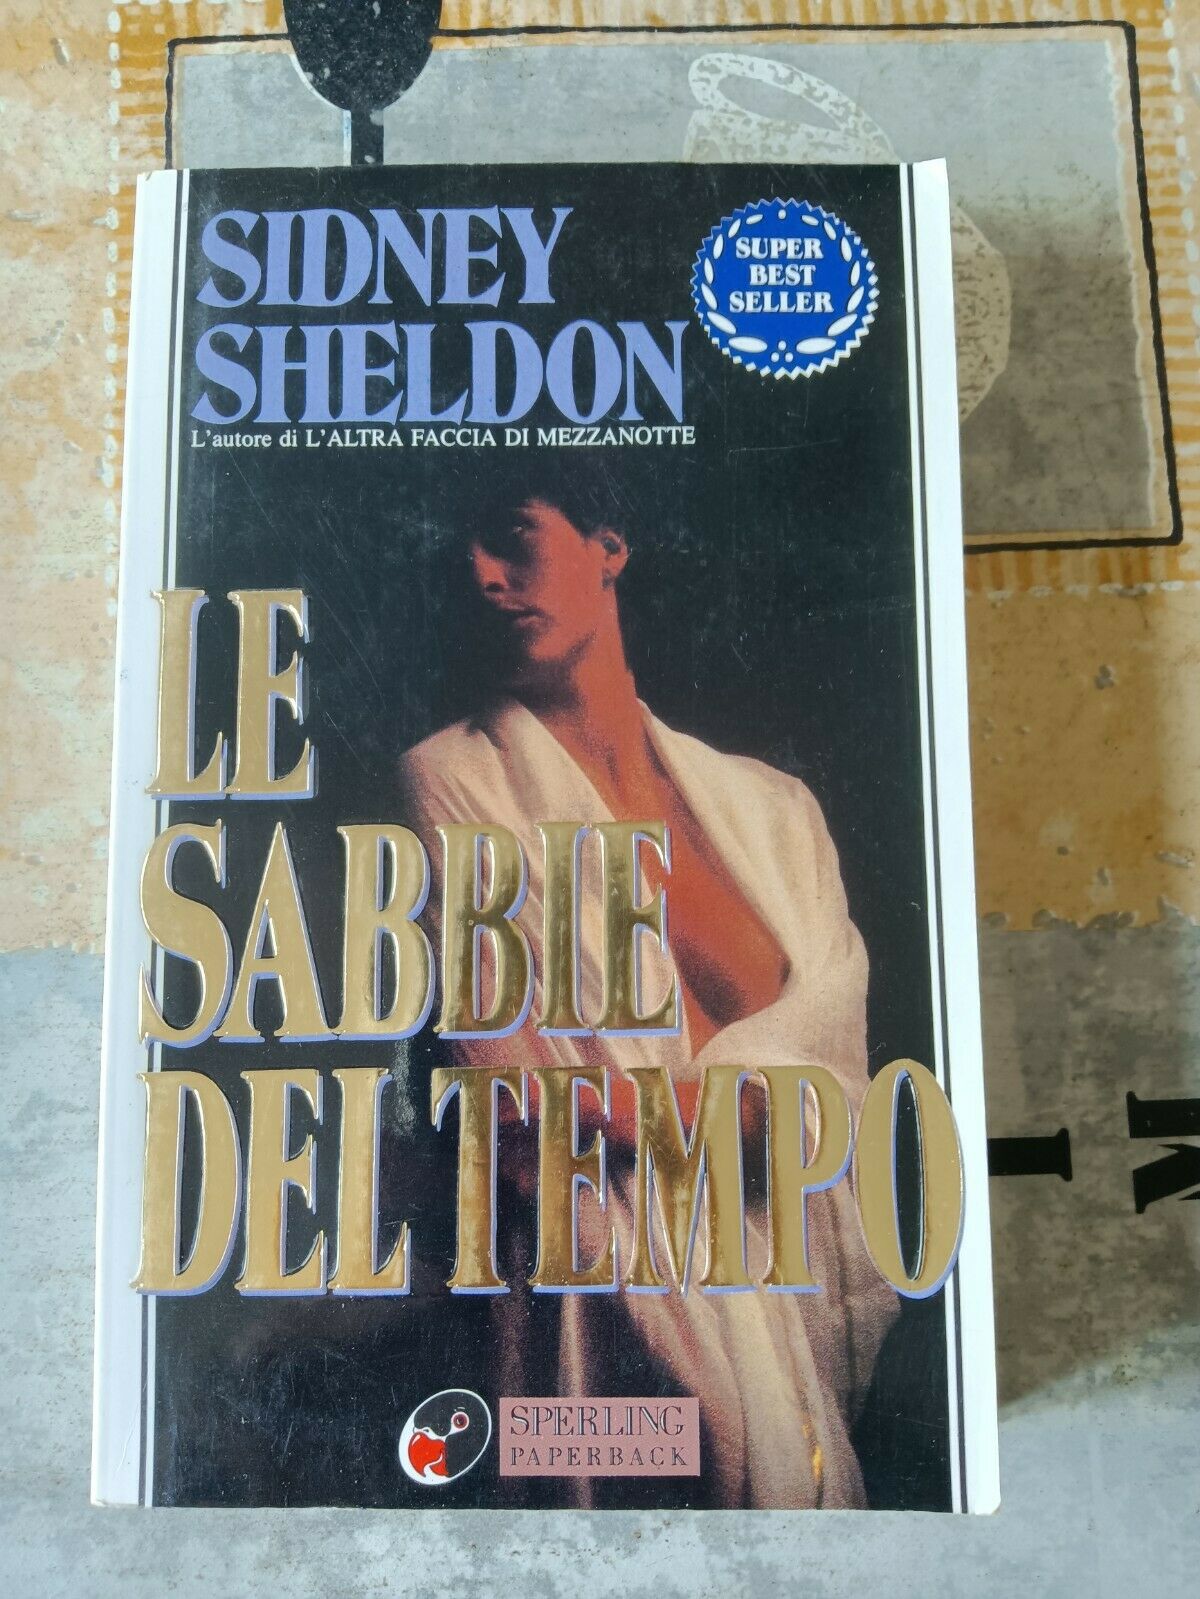 SIDNEY
SHELDON
L'autore di L'ALTRA FACCIA DI MEZZANOTTE
SUPER
BEST
SELLER
LE
SABBIE
DEL TEMPO
SPERLING
PAPERBACK